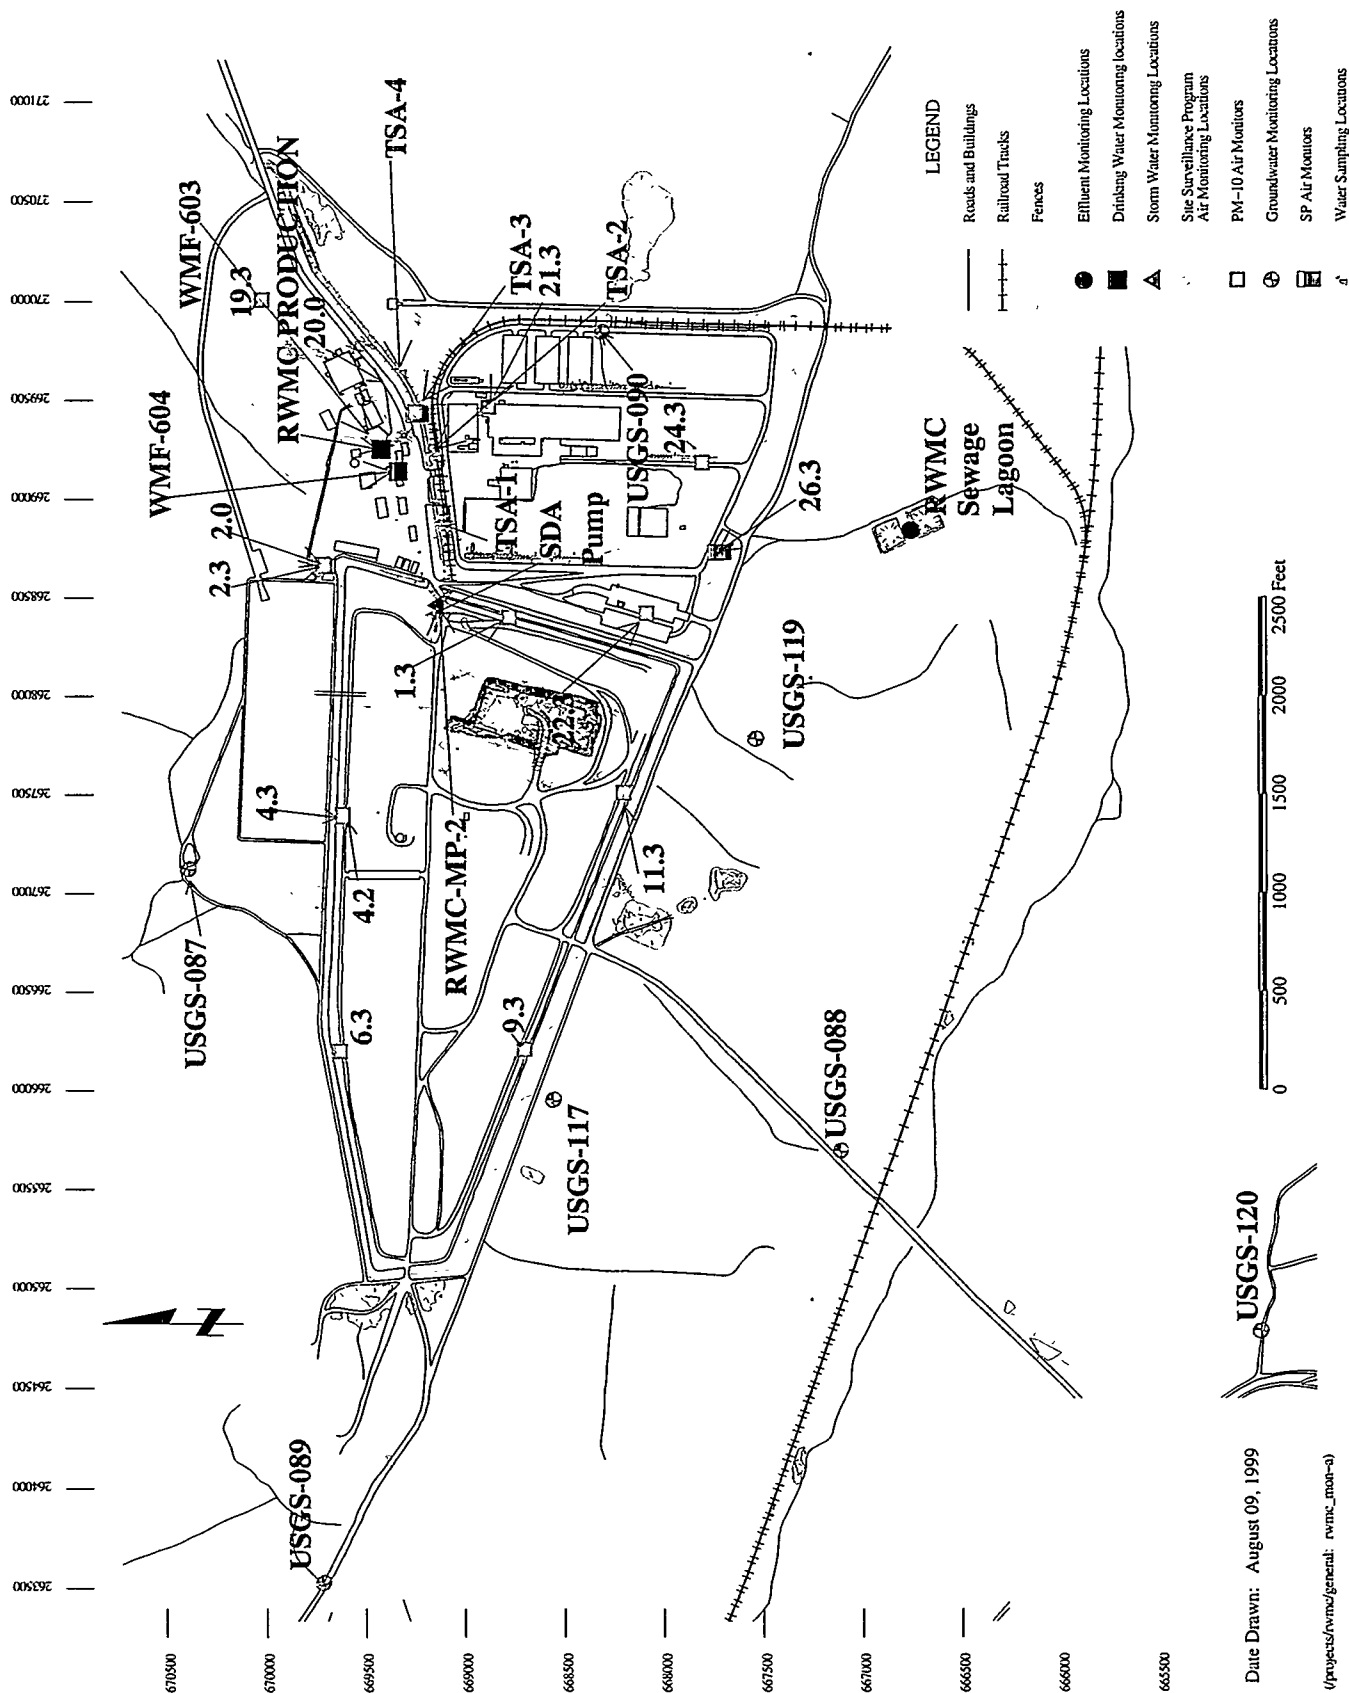 271000
270500
270000
269500
269000
268500
268000
267500
267000
266500
266000
265500
265000
264500
264000
263500
670500
670000
669500
669000
668500
668000
667500
667000
666500
666000
665500
WMF-603
19.3
RWMC PRODUCTION
20.0
TSA-4
WMF-604
TSA-3
21.3
TSA-2
2.0
2.3
TSA-1
SDA
Pump
USGS-090
24.3
26.3
RWMC
Sewage
Lagoon
1.3
22.3
USGS-119
4.3
4.2
RWMC-MP-2
11.3
USGS-087
6.3
9.3
USGS-117
USGS-088
USGS-089
USGS-120
LEGEND
Roads and Buildings
Railroad Tracks
Fences
Effluent Monitoring Locations
Drinking Water Monitoring locations
Storm Water Monitoring Locations
Site Surveillance Program
Air Monitoring Locations
PM-10 Air Monitors
Groundwater Monitoring Locations
SP Air Monitors
Water Sampling Locations
0 500 1000 1500 2000 2500 Feet
N
Date Drawn: August 09, 1999
(/projects/rwmc/general: rwmc_mon-a)